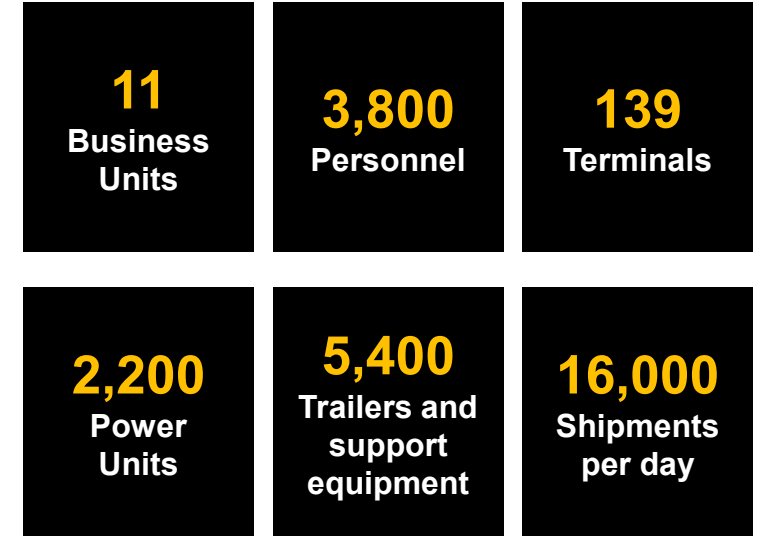 11
Business
Units
3,800
Personnel
139
Terminals
2,200
Power
Units
5,400
Trailers and
support
equipment
16,000
Shipments
per day